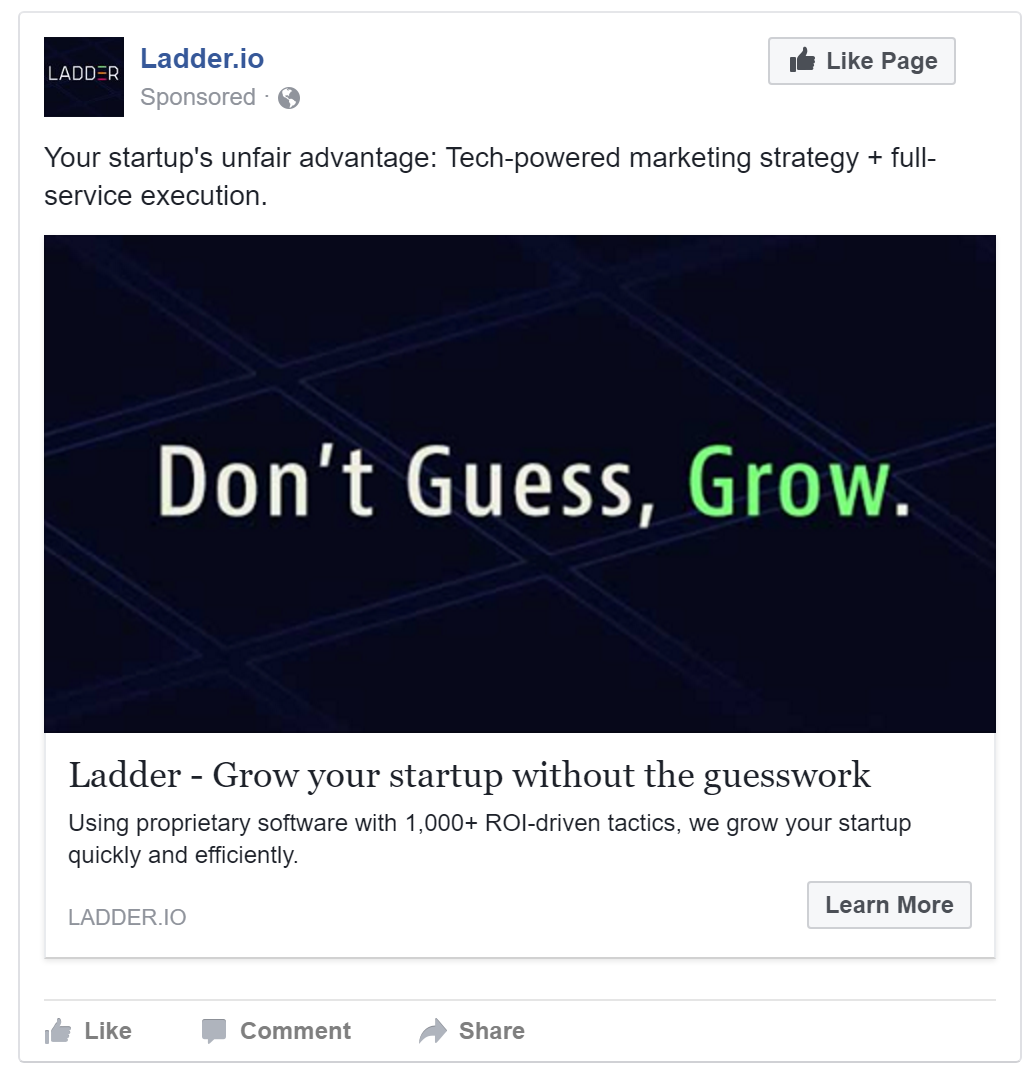 LADDER
Ladder.io
Sponsored ·
Like Page
Your startup's unfair advantage: Tech-powered marketing strategy + full-
service execution.
Don't Guess, Grow.
Ladder - Grow your startup without the guesswork
Using proprietary software with 1,000+ ROI-driven tactics, we grow your startup
quickly and efficiently.
LADDER.IO
Learn More
Like
Comment
Share